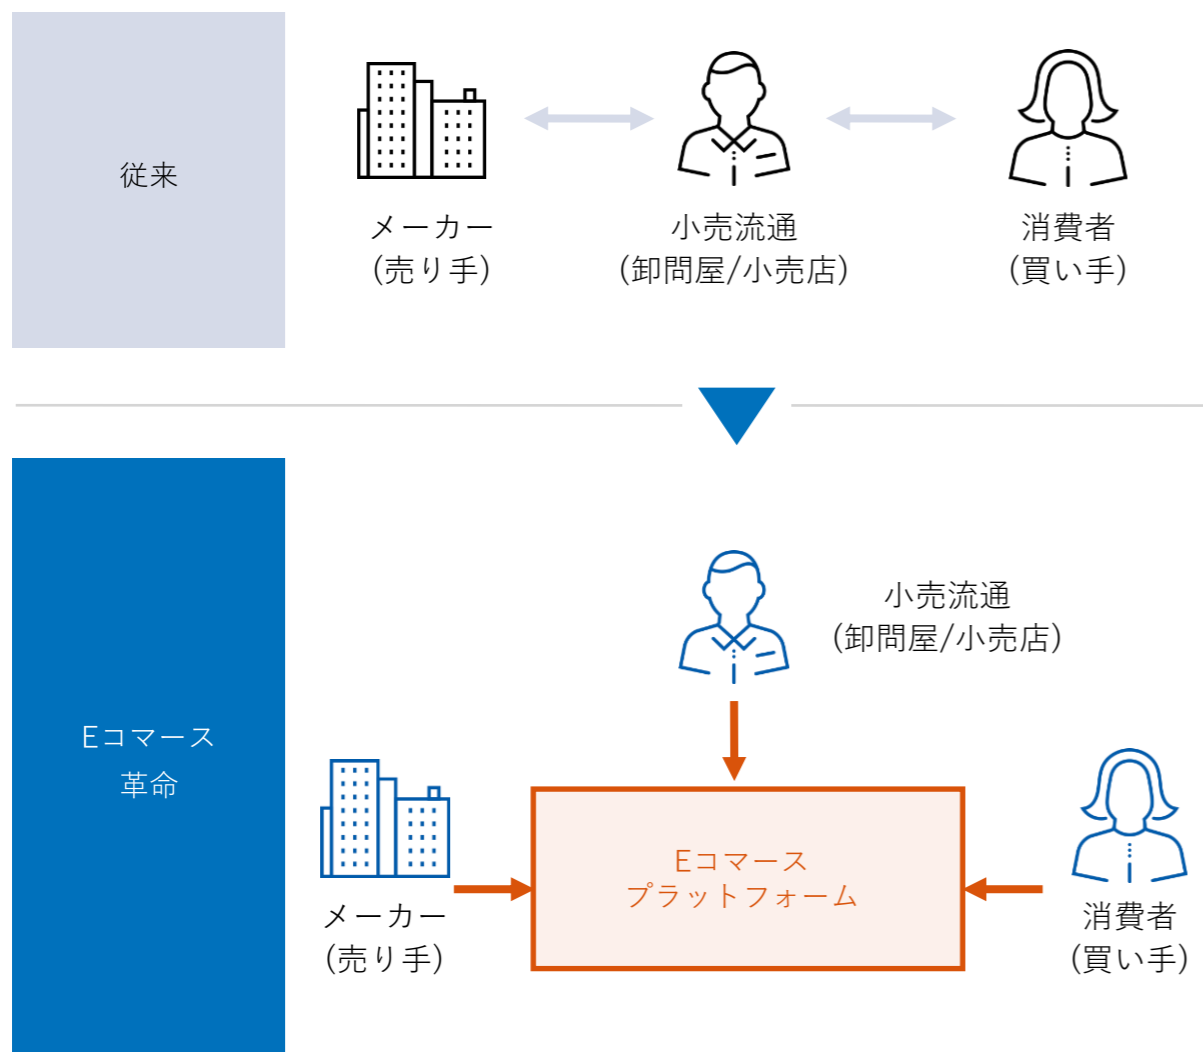 従来
メーカー
(売り手)
小売流通
(卸問屋/小売店)
消費者
(買い手)
Eコマース
革命
小売流通
(卸問屋/小売店)
メーカー
(売り手)
Eコマース
プラットフォーム
消費者
(買い手)